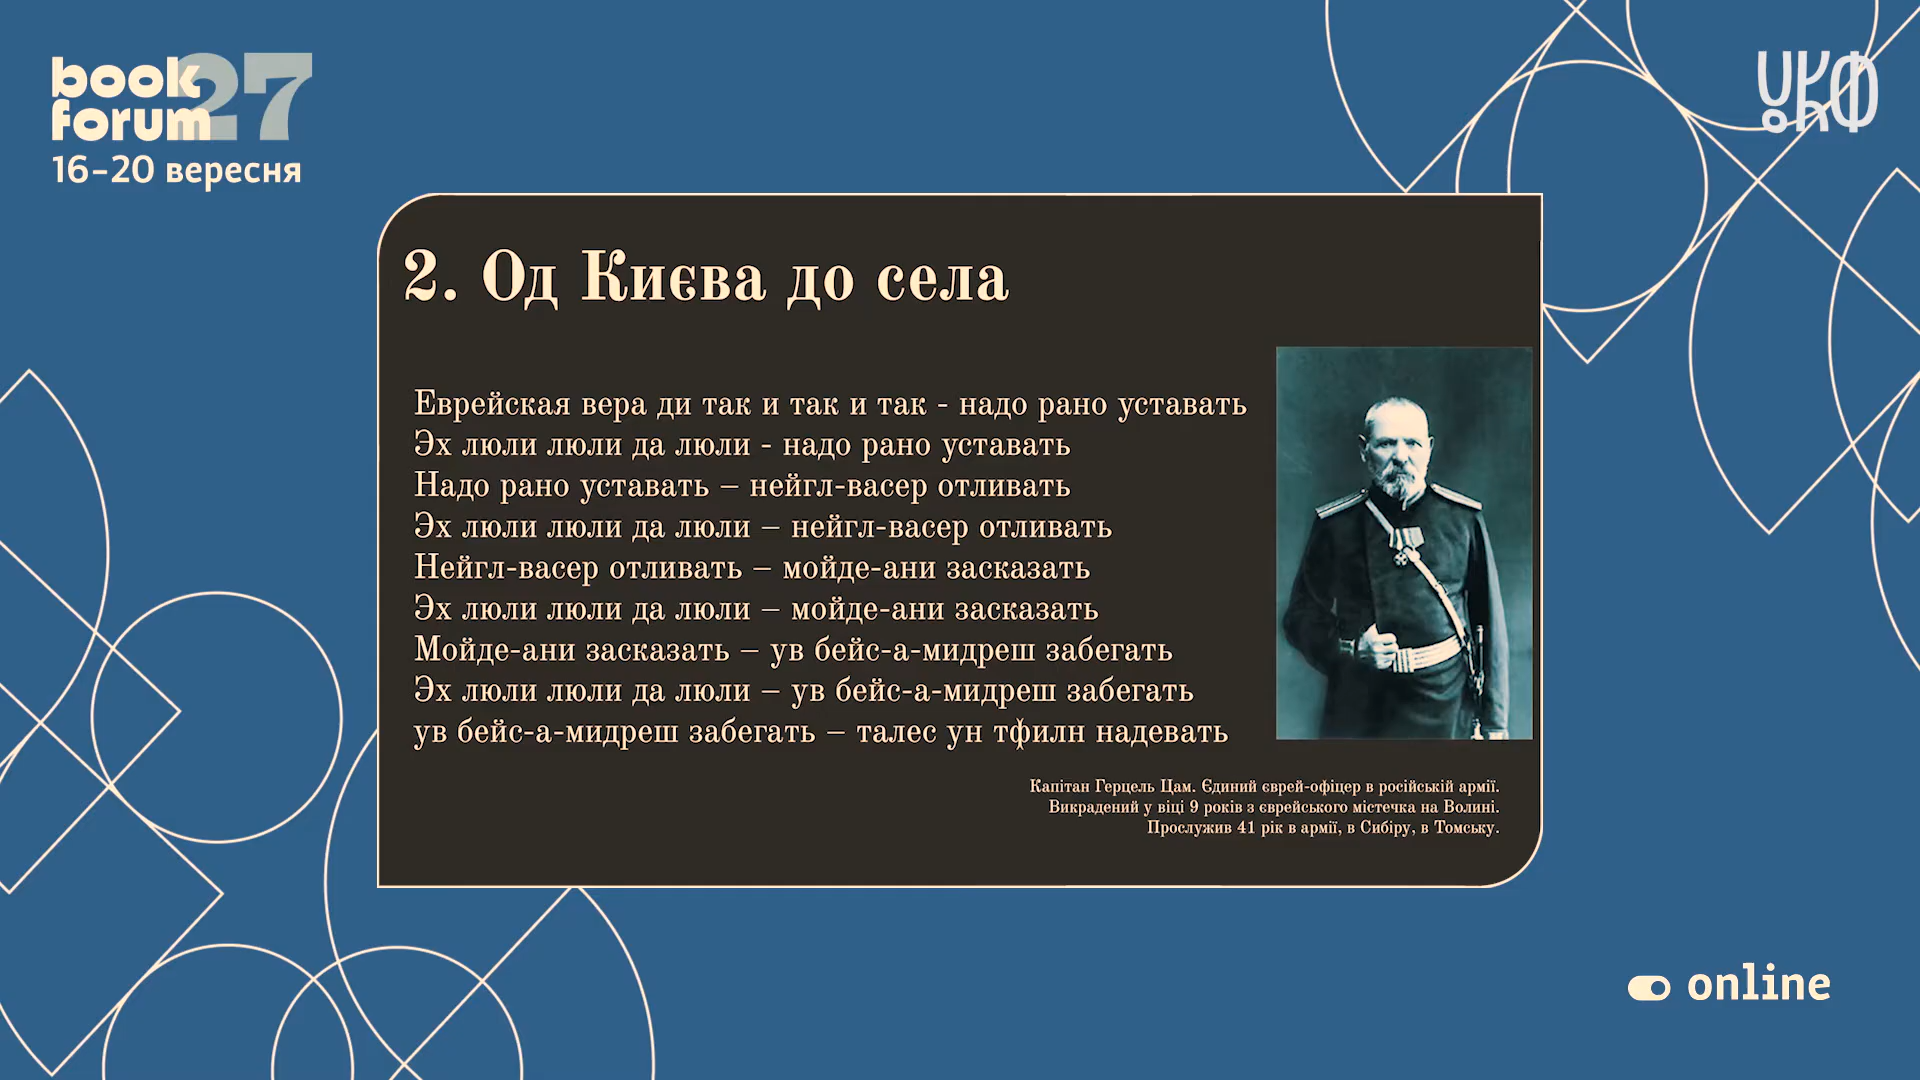 book
forum 27
16–20 вересня
УКФ
2. Од Києва до села
Еврейская вера ди так и так и так - надо рано уставать
Эх люли люли да люли - надо рано уставать
Надо рано уставать – нейгл-васер отливать
Эх люли люли да люли – нейгл-васер отливать
Нейгл-васер отливать – мойде-ани засказать
Эх люли люли да люли – мойде-ани засказать
Мойде-ани засказать – ув бейс-а-мидреш забегать
Эх люли люли да люли – ув бейс-а-мидреш забегать
ув бейс-а-мидреш забегать – талес ун тфилн надевать
Капітан Герцель Цам. Єдиний єврей-офіцер в російській армії.
Викрадений у віці 9 років з єврейського містечка на Волині.
Прослужив 41 рік в армії, в Сибіру, в Томську.
online